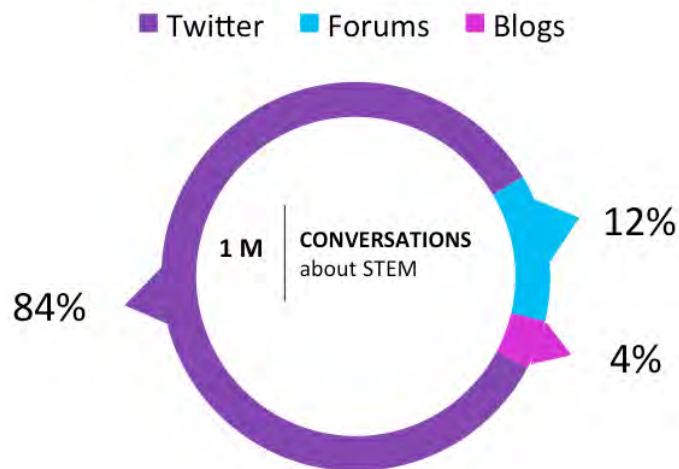 Twitter Forums Blogs
12%
1 M CONVERSATIONS
about STEM
84%
4%